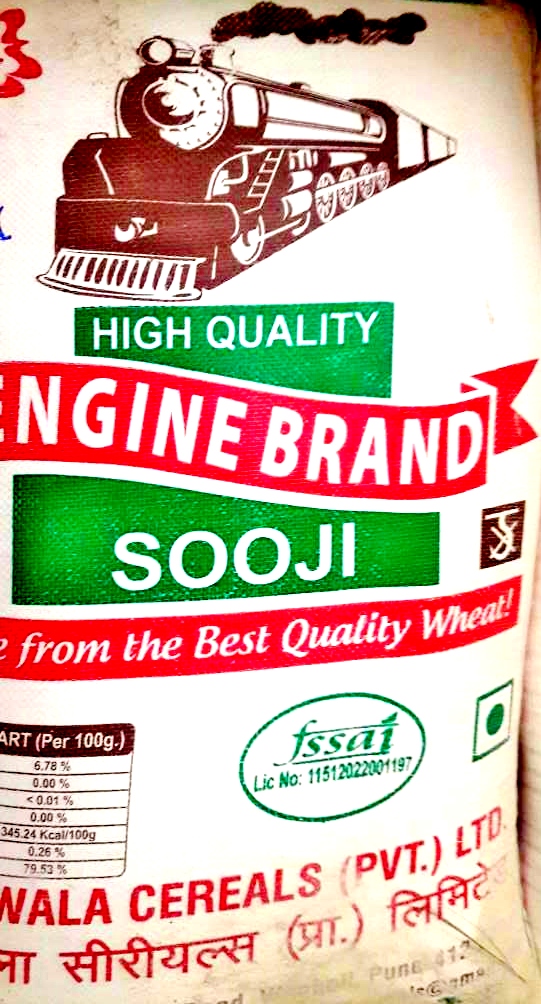 HIGH QUALITY
ENGINE BRAND
SOOJI
e from the Best Quality Wheat!
ART (Per 100g.)
6.78 %
0.00 %
< 0.01 %
0.00 %
345.24 Kcal/100g
0.26 %
79.53 %
fssai
Lic No: 11512022001197
WALA CEREALS (PVT.) LTD.
ला सीरीयल्स (प्रा.) लिमिटेड
Pune 412